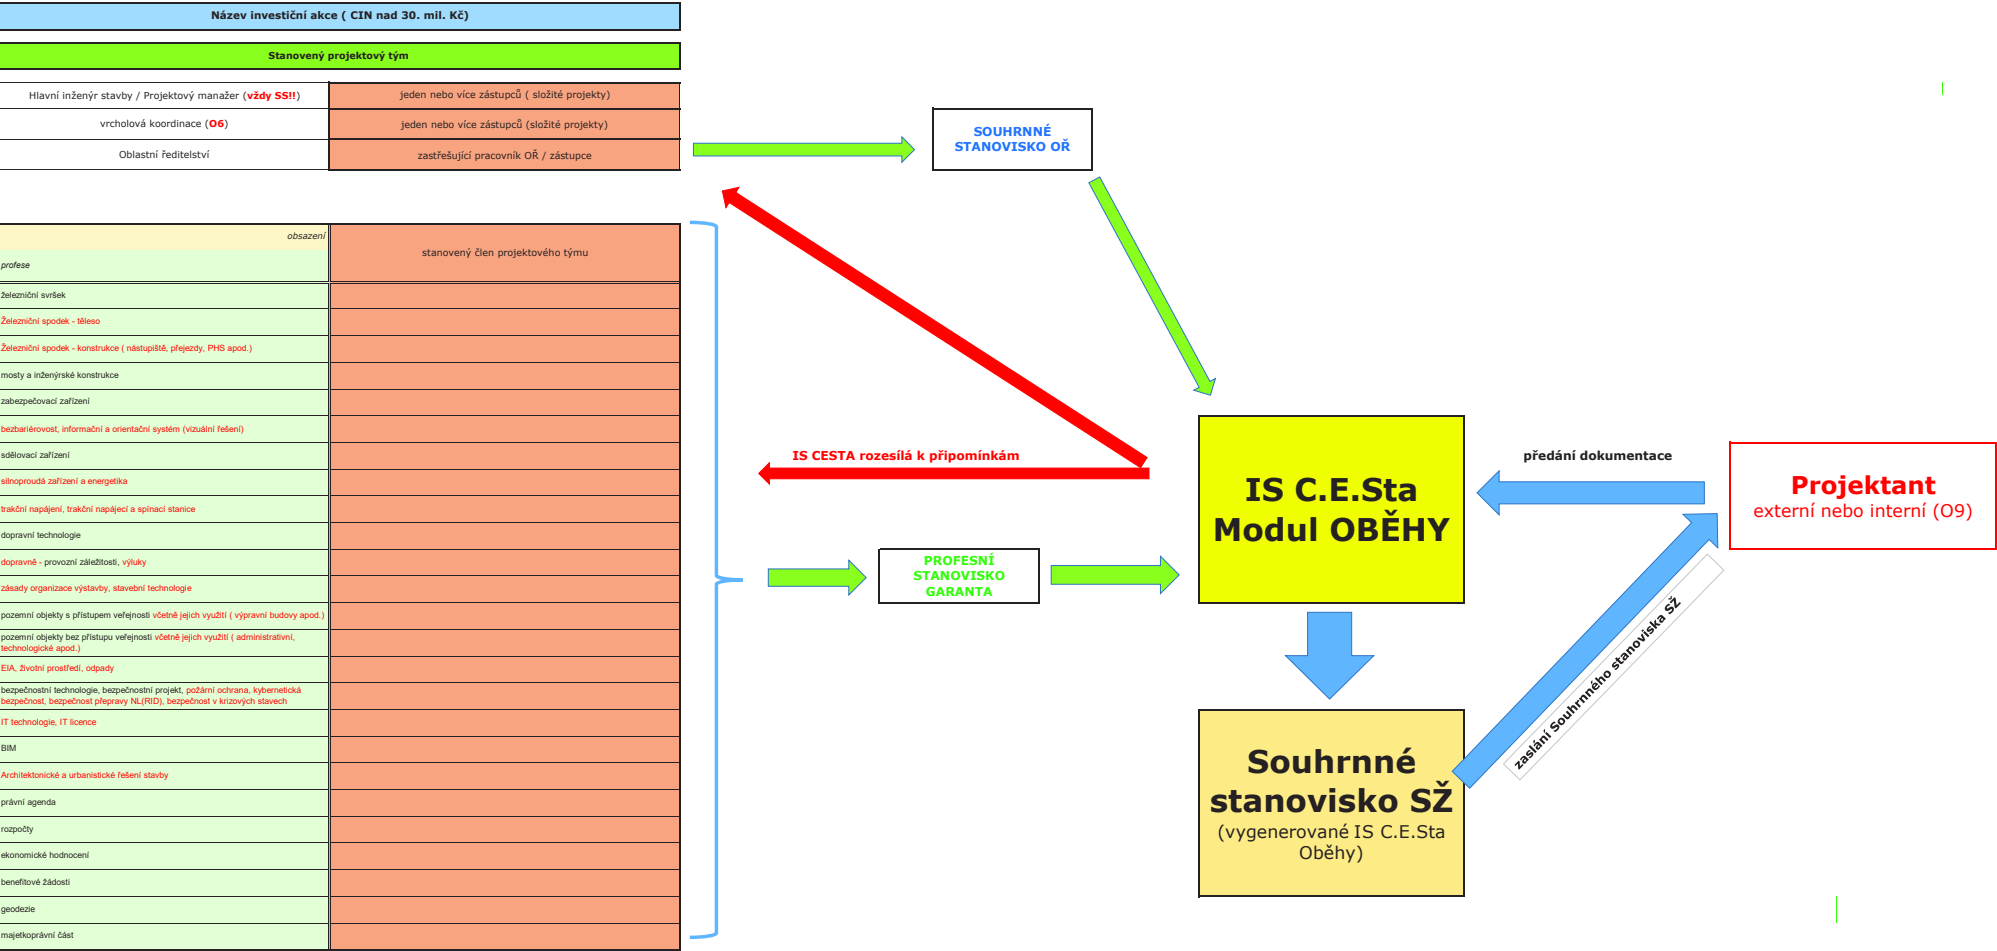 Název investiční akce ( CIN nad 30. mil. Kč)
Stanovený projektový tým
Hlavní inženýr stavby / Projektový manažer (vždy SS!!)
jeden nebo více zástupců ( složité projekty)
vrcholová koordinace (O6)
jeden nebo více zástupců (složité projekty)
Oblastní ředitelství
zastřešující pracovník OŘ / zástupce
SOUHRNNÉ
STANOVISKO OŘ
obsazení
profese
stanovený člen projektového týmu
železniční svršek
Železniční spodek - těleso
Železniční spodek - konstrukce ( nástupiště, přejezdy, PHS apod.)
mosty a inženýrské konstrukce
zabezpečovací zařízení
bezbariérovost, informační a orientační systém (vizuální řešení)
sdělovací zařízení
silnoproudá zařízení a energetika
trakční napájení, trakční napájecí a spínací stanice
dopravní technologie
dopravně - provozní záležitosti, výluky
zásady organizace výstavby, stavební technologie
pozemní objekty s přístupem veřejnosti včetně jejich využití ( výpravní budovy apod.)
pozemní objekty bez přístupu veřejnosti včetně jejich využití ( administrativní,
technologické apod.)
EIA, životní prostředí, odpady
bezpečnostní technologie, bezpečnostní projekt, požární ochrana, kybernetická
bezpečnost, bezpečnost přepravy NL(RID), bezpečnost v krizových stavech
IT technologie, IT licence
BIM
Architektonické a urbanistické řešení stavby
právní agenda
rozpočty
ekonomické hodnocení
benefitové žádosti
geodezie
majetkoprávní část
IS CESTA rozesílá k připomínkám
PROFESNÍ
STANOVISKO
GARANTA
IS C.E.Sta
Modul OBĚHY
předání dokumentace
Projektant
externí nebo interní (O9)
zaslání Souhrnného stanoviska SŽ
Souhrnné
stanovisko SŽ
(vygenerované IS C.E.Sta
Oběhy)